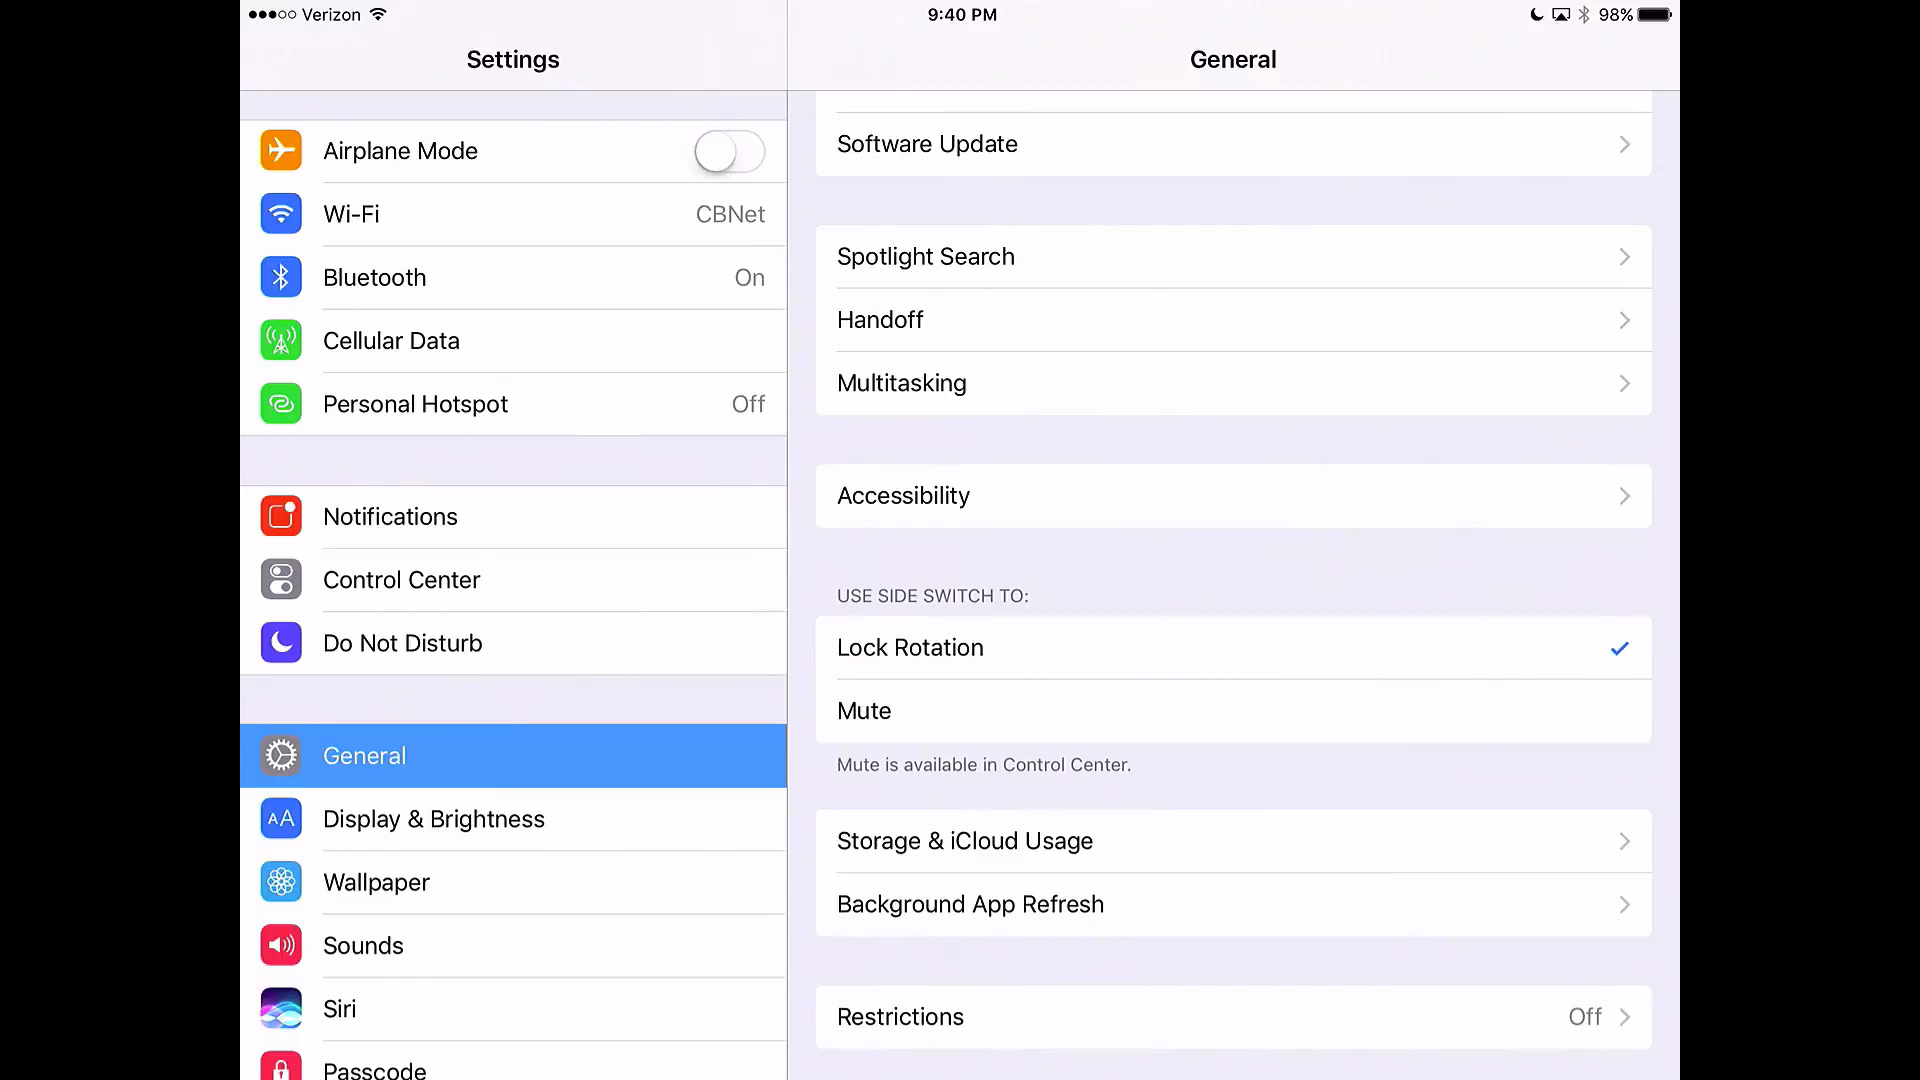 Verizon
9:40 PM
98%
Settings
General
Airplane Mode
Wi-Fi CBNet
Bluetooth On
Cellular Data
Personal Hotspot Off
Notifications
Control Center
Do Not Disturb
General
AA Display & Brightness
Wallpaper
Sounds
Siri
Passcode
Software Update
Spotlight Search
Handoff
Multitasking
Accessibility
USE SIDE SWITCH TO:
Lock Rotation
Mute
Mute is available in Control Center.
Storage & iCloud Usage
Background App Refresh
Restrictions Off